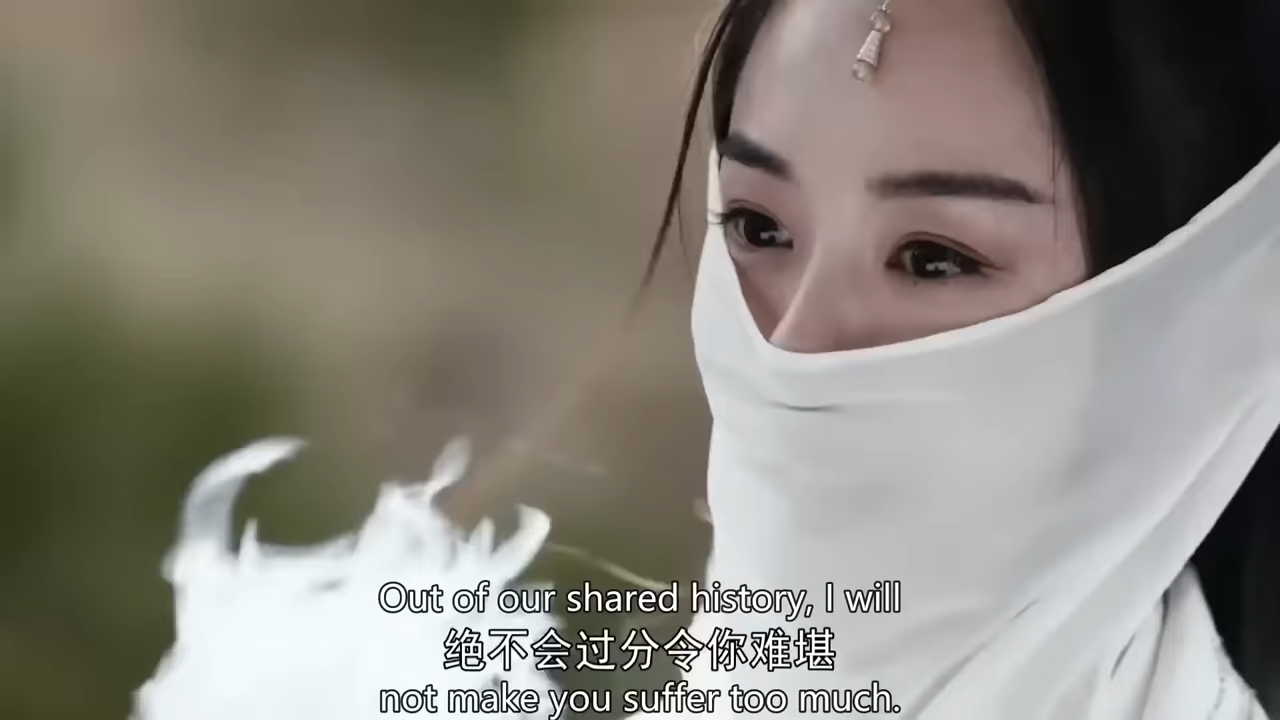 Out of our shared history, I will
绝不会过分令你难堪
not make you suffer too much.